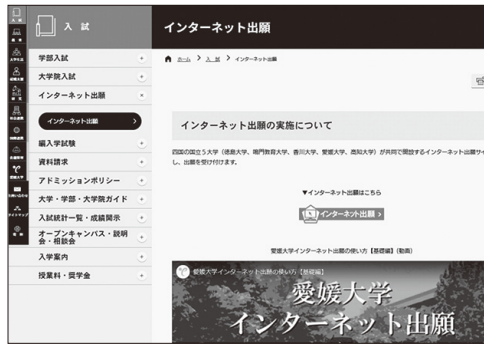 入試
インターネット出願
ホーム > 入試 > インターネット出願
学部入試
大学院入試
インターネット出願
インターネット出願
編入学試験
資料請求
アドミッションポリシー
大学・学部・大学院ガイド
入試統計一覧・成績開示
オープンキャンパス・説明
会・相談会
入学案内
授業料・奨学金
インターネット出願の実施について
四国の国立5大学（徳島大学、鳴門教育大学、香川大学、愛媛大学、高知大学）が共同で開設するインターネット出願サイ
し、出願を受け付けます。
▼インターネット出願はこちら
インターネット出願 >
愛媛大学インターネット出願の使い方【基礎編】(動画)
愛媛大学インターネット出願の使い方【基礎編】
愛媛大学
インターネット出願